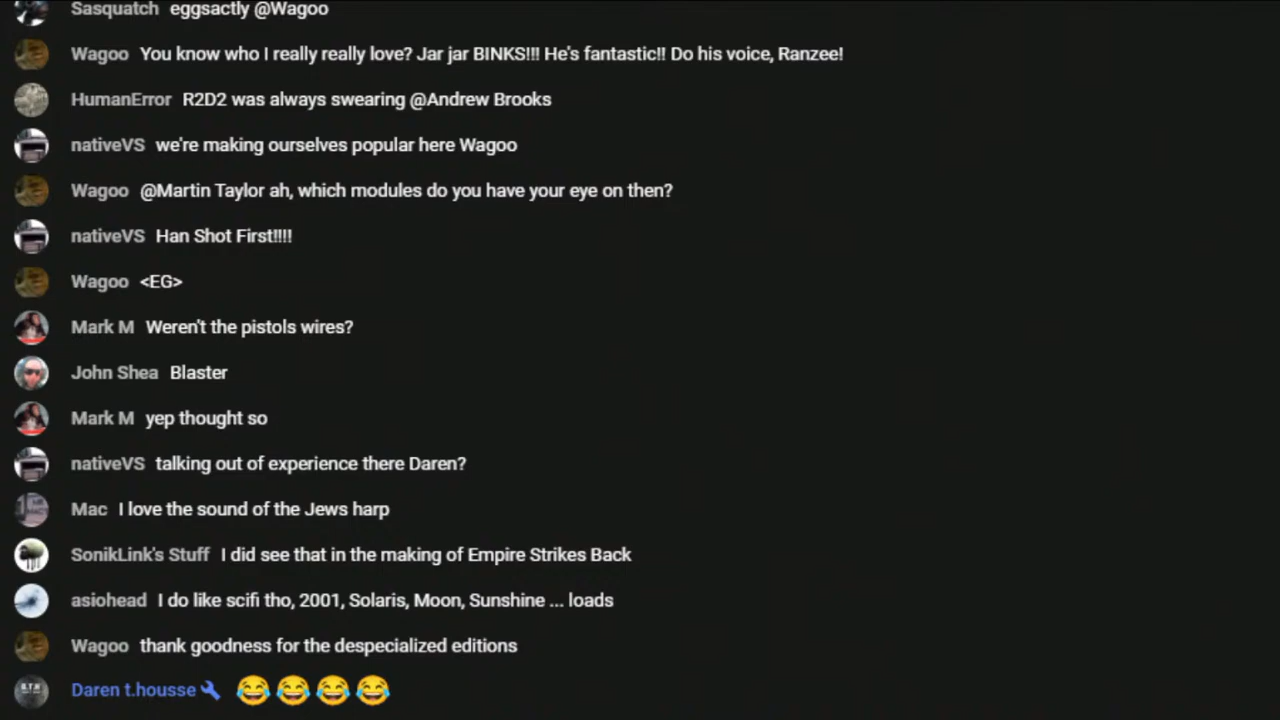 Sasquatch eggsactly @Wagoo
Wagoo You know who I really really love? Jar jar BINKS!!! He's fantastic!! Do his voice, Ranzee!
HumanError R2D2 was always swearing @Andrew Brooks
nativeVS we're making ourselves popular here Wagoo
Wagoo @Martin Taylor ah, which modules do you have your eye on then?
nativeVS Han Shot First!!!!
Wagoo <EG>
Mark M Weren't the pistols wires?
John Shea Blaster
Mark M yep thought so
nativeVS talking out of experience there Daren?
Mac I love the sound of the Jews harp
SonikLink's Stuff I did see that in the making of Empire Strikes Back
asiohead I do like scifi tho, 2001, Solaris, Moon, Sunshine ... loads
Wagoo thank goodness for the despecialized editions
Daren t.housse 😂😂😂😂